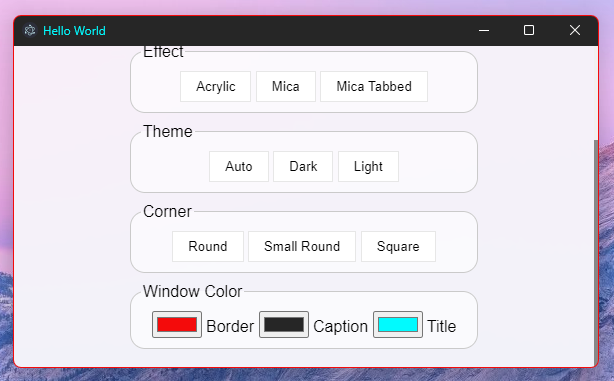 Hello World
Effect
Acrylic Mica Mica Tabbed
Theme
Auto Dark Light
Corner
Round Small Round Square
Window Color
Border Caption Title